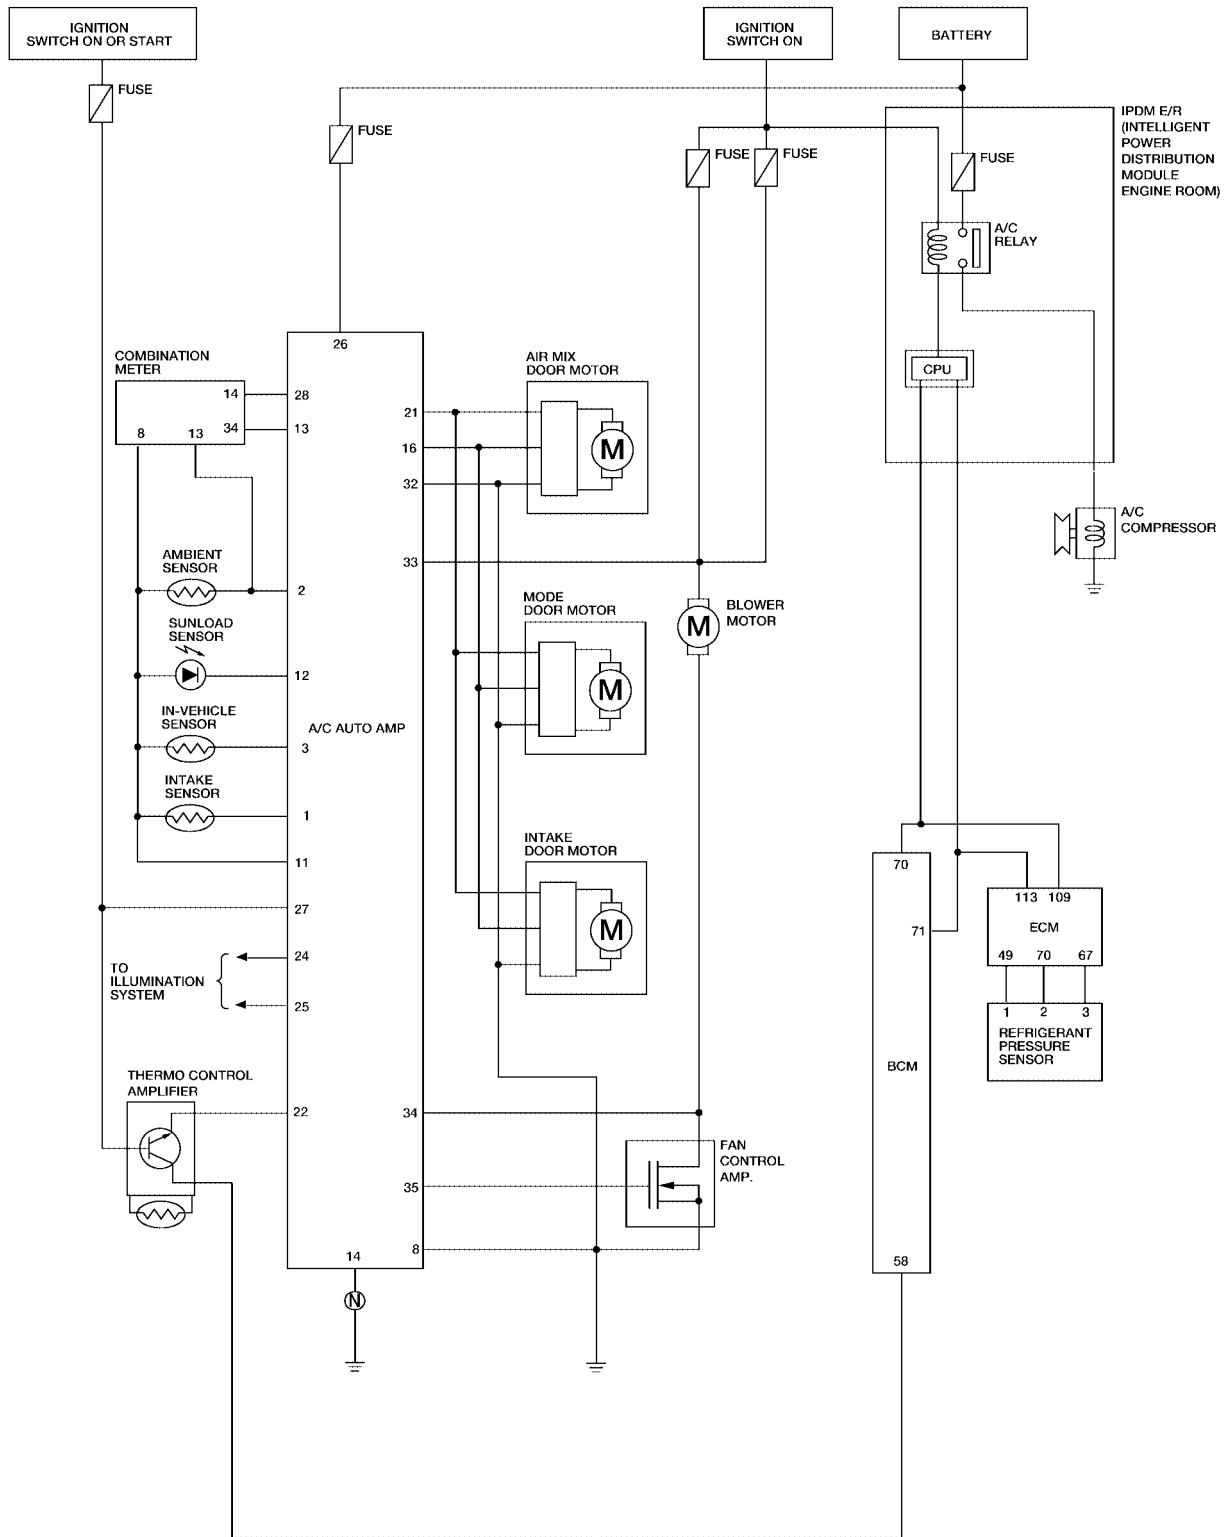 IGNITION
SWITCH ON OR START
IGNITION
SWITCH ON
BATTERY
FUSE
FUSE
FUSE
FUSE
FUSE
IPDM E/R
(INTELLIGENT
POWER
DISTRIBUTION
MODULE
ENGINE ROOM)
A/C
RELAY
CPU
A/C
COMPRESSOR
COMBINATION
METER
14
34
8
13
26
28
13
21
16
32
33
AIR MIX
DOOR MOTOR
M
AMBIENT
SENSOR
2
SUNLOAD
SENSOR
12
IN-VEHICLE
SENSOR
3
A/C AUTO AMP
INTAKE
SENSOR
1
11
27
24
25
TO
ILLUMINATION
SYSTEM
MODE
DOOR MOTOR
M
BLOWER
MOTOR
M
INTAKE
DOOR MOTOR
M
THERMO CONTROL
AMPLIFIER
22
34
35
8
14
N
FAN
CONTROL
AMP.
70
71
BCM
58
113 109
ECM
49 70 67
1 2 3
REFRIGERANT
PRESSURE
SENSOR